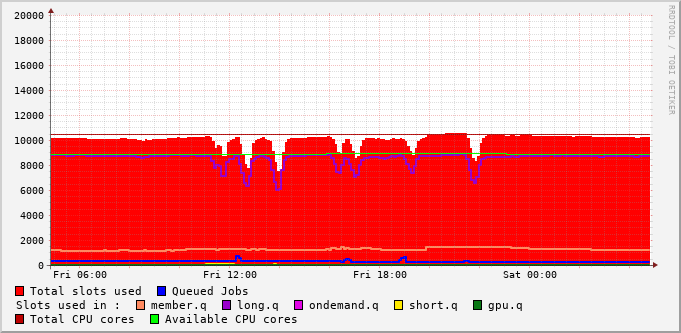 20000
18000
16000
14000
12000
10000
8000
6000
4000
2000
0
Fri 06:00 Fri 12:00 Fri 18:00 Sat 00:00
RRDTOOL / TOBI OETIKER
Total slots used Queued Jobs
Slots used in : member.q long.q ondemand.q short.q gpu.q
Total CPU cores Available CPU cores